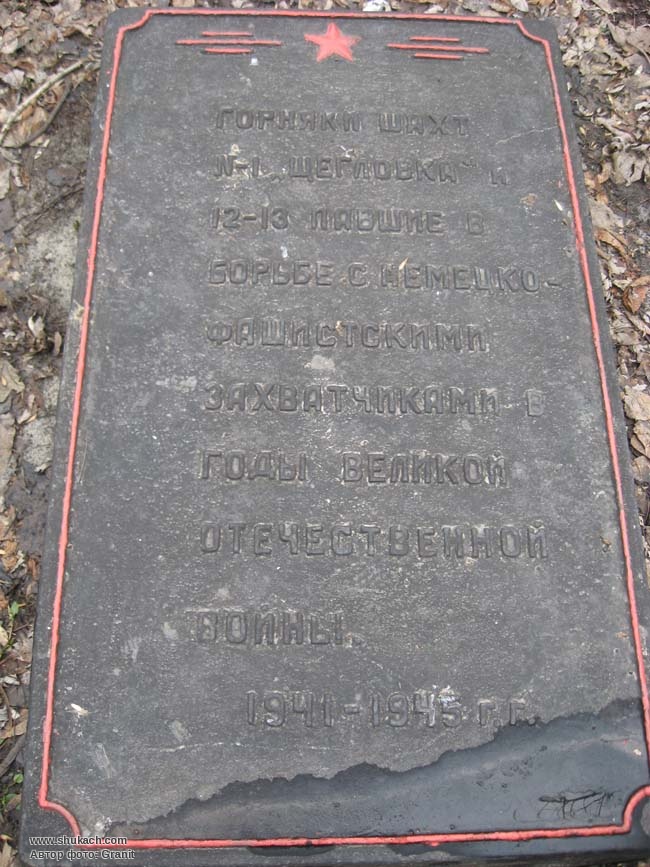 ГОРНЯКИ ШАХТ
N-1 „ЩЕГЛОВКА" И
12-13 ПАВШИЕ В
БОРЬБЕ С НЕМЕЦКО-
ФАШИСТСКИМИ
ЗАХВАТЧИКАМИ В
ГОДЫ ВЕЛИКОЙ
ОТЕЧЕСТВЕННОЙ
ВОЙНЫ.
1941-1945 Г.Г.
www.shukach.com
Автор фото: Granit